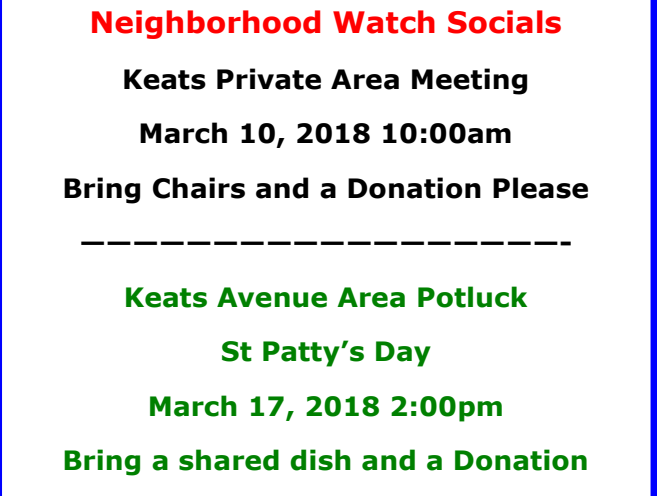 Neighborhood Watch Socials
Keats Private Area Meeting
March 10, 2018 10:00am
Bring Chairs and a Donation Please
——————————————————-
Keats Avenue Area Potluck
St Patty’s Day
March 17, 2018 2:00pm
Bring a shared dish and a Donation